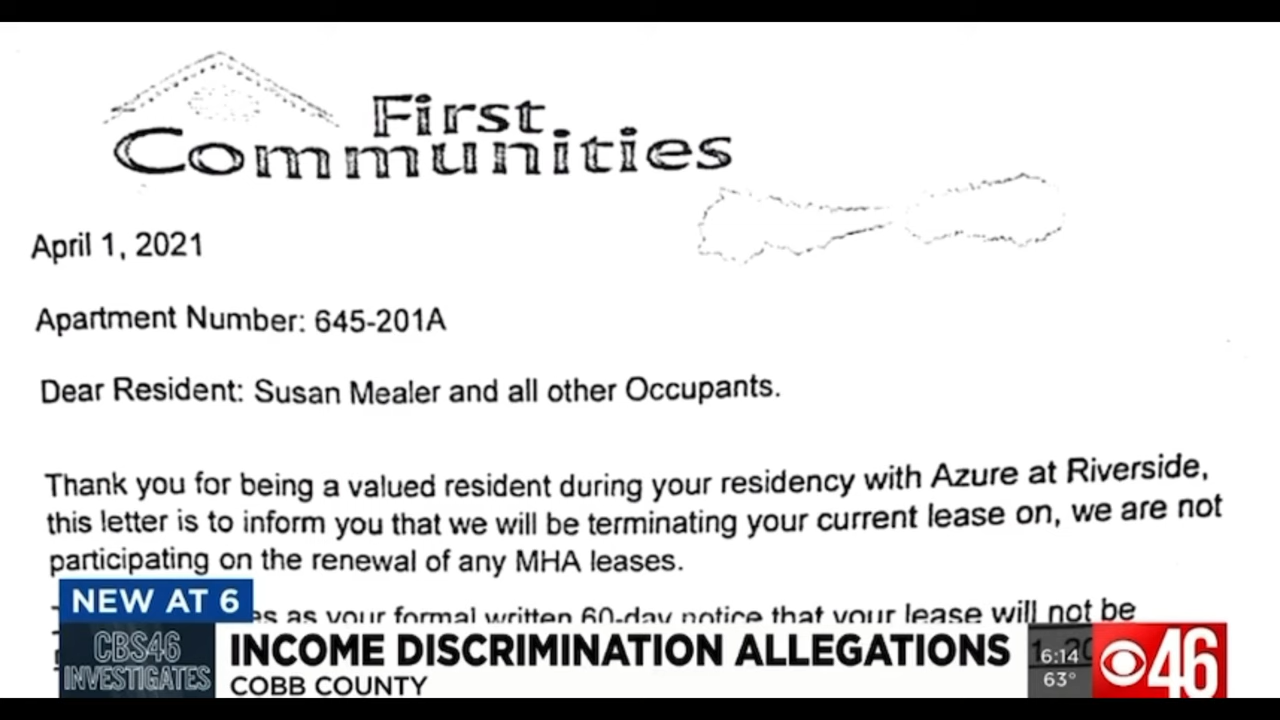 First
Communities
April 1, 2021
Apartment Number: 645-201A
Dear Resident: Susan Mealer and all other Occupants.
Thank you for being a valued resident during your residency with Azure at Riverside,
this letter is to inform you that we will be terminating your current lease on, we are not
participating on the renewal of any MHA leases.
as your formal written 60-day notice that your lease will not be
NEW AT 6
CBS46
INVESTIGATES
INCOME DISCRIMINATION ALLEGATIONS
COBB COUNTY
6:14
63°
46